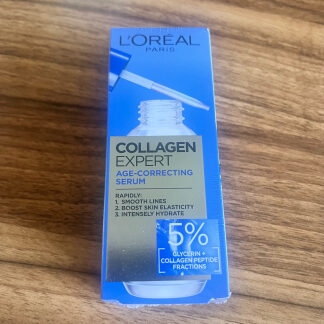 L'ORÉAL
PARIS
COLLAGEN
EXPERT
AGE-CORRECTING
SERUM
RAPIDLY:
1. SMOOTH LINES
2. BOOST SKIN ELASTICITY
3. INTENSELY HYDRATE
5%
GLYCERIN +
COLLAGEN PEPTIDE
FRACTIONS